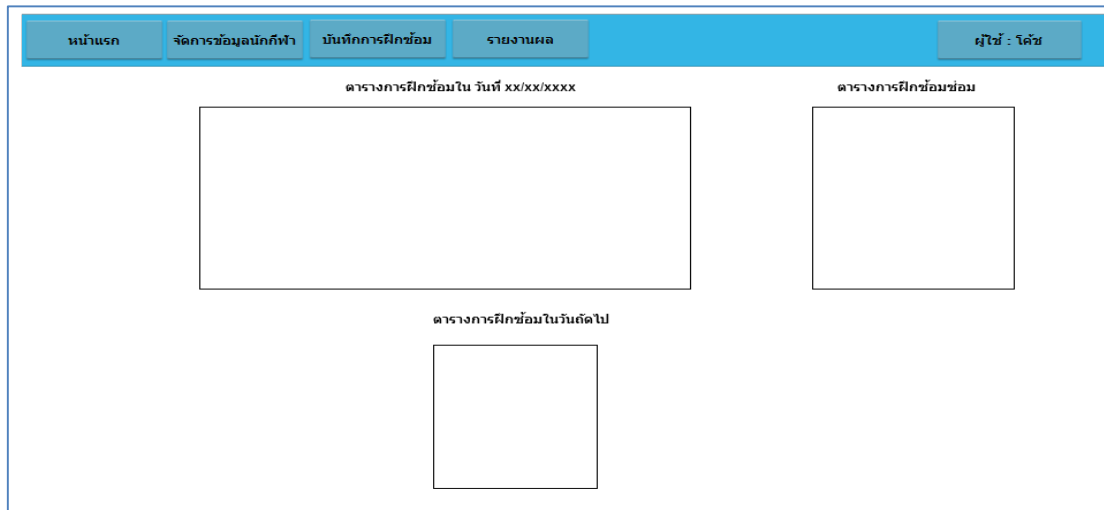 หน้าแรก จัดการข้อมูลนักกีฬา บันทึกการฝึกซ้อม รายงานผล ผู้ใช้ : โค้ช
ตารางการฝึกซ้อมใน วันที่ xx/xx/xxxx ตารางการฝึกซ้อมซ่อม
ตารางการฝึกซ้อมในวันถัดไป